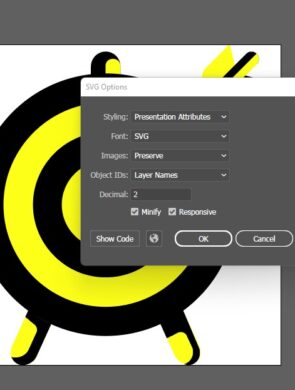 SVG Options
Styling: Presentation Attributes
Font: SVG
Images: Preserve
Object IDs: Layer Names
Decimal: 2
Minify Responsive
Show Code OK Cancel